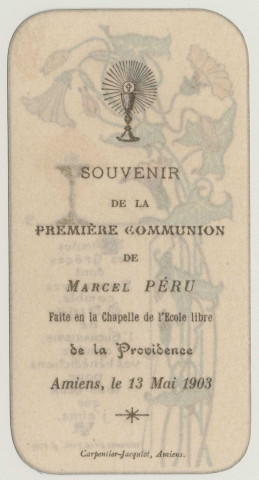 SOUVENIR
DE LA
PREMIÈRE COMMUNION
DE
MARCEL PÉRU
Faite en la Chapelle de l'Ecole libre
de la Providence
Amiens, le 13 Mai 1903
Carpentier-Jacqulot, Amiens.